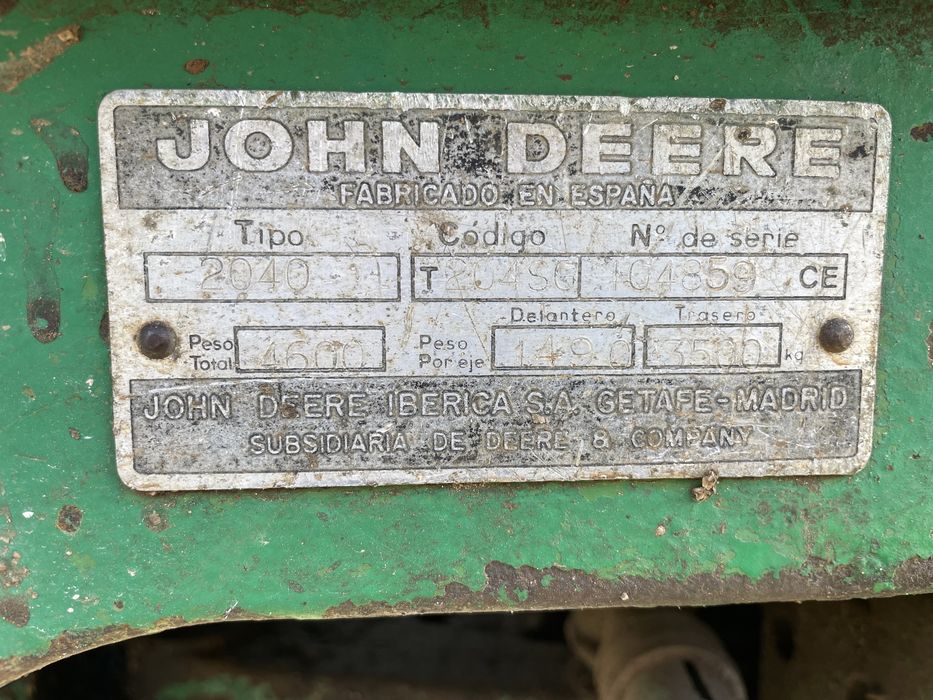 JOHN DEERE
FABRICADO EN ESPAÑA
Tipo Código Nº de serie
2040 T 204SG 104859 CE
Delantero Trasero
Peso Total 4600 Peso Por eje 1490 3500 kg
JOHN DEERE IBERICA S.A. GETAFE-MADRID
SUBSIDIARIA DE DEERE & COMPANY